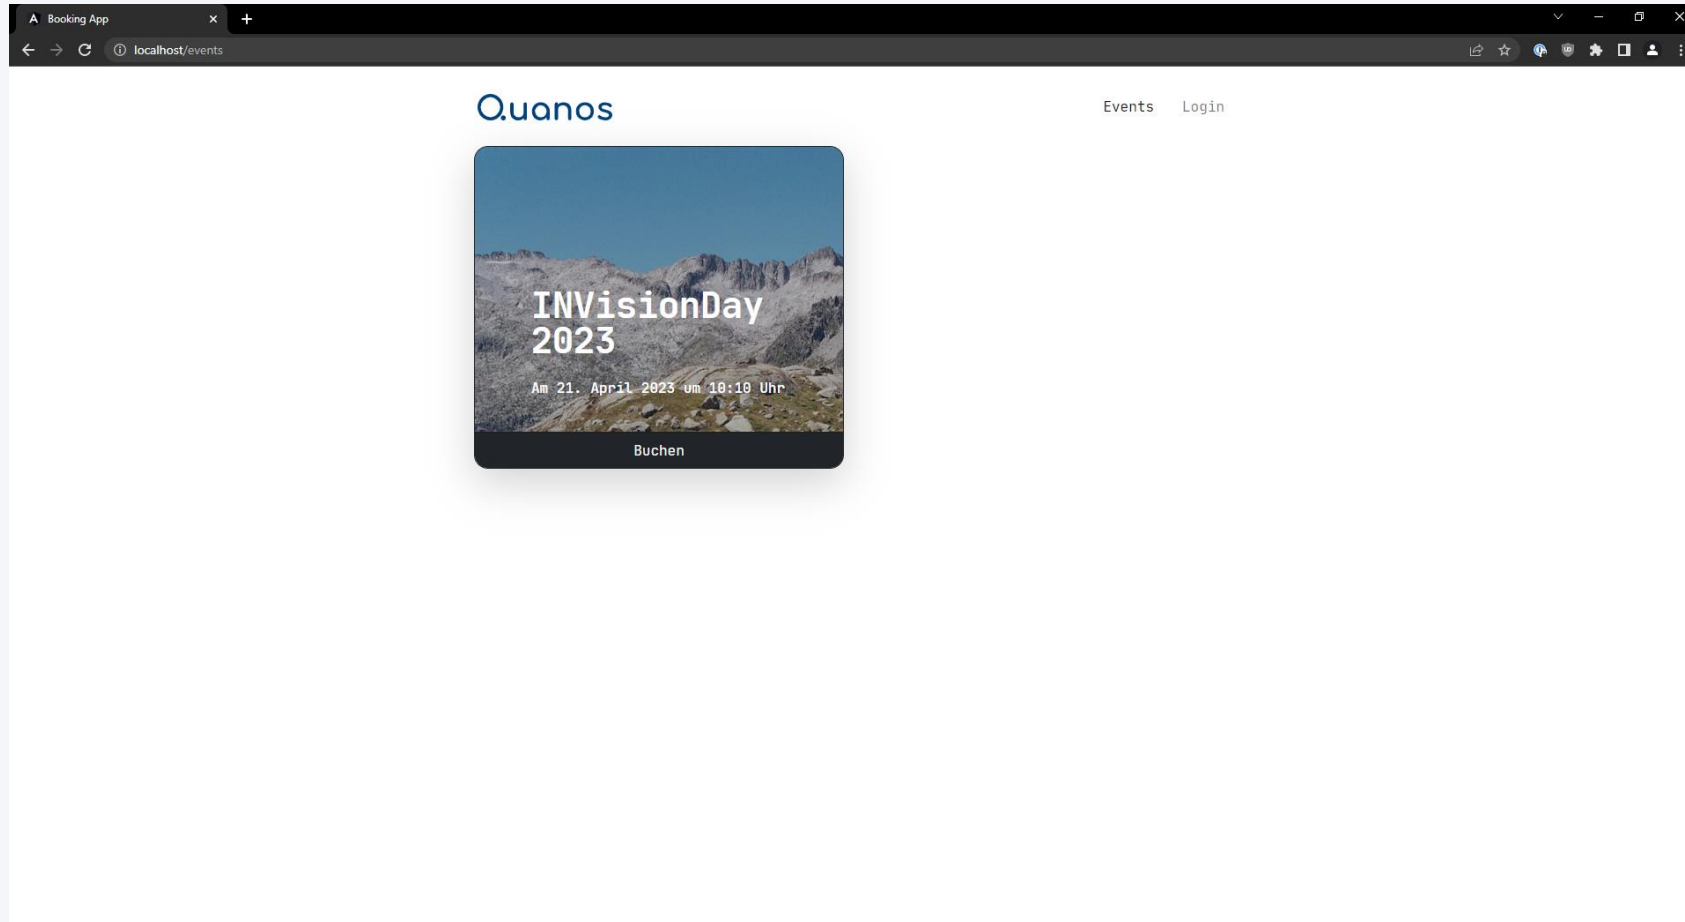 Booking App
localhost/events
Quanos
Events
Login
INVisionDay
2023
Am 21. April 2023 um 10:10 Uhr
Buchen